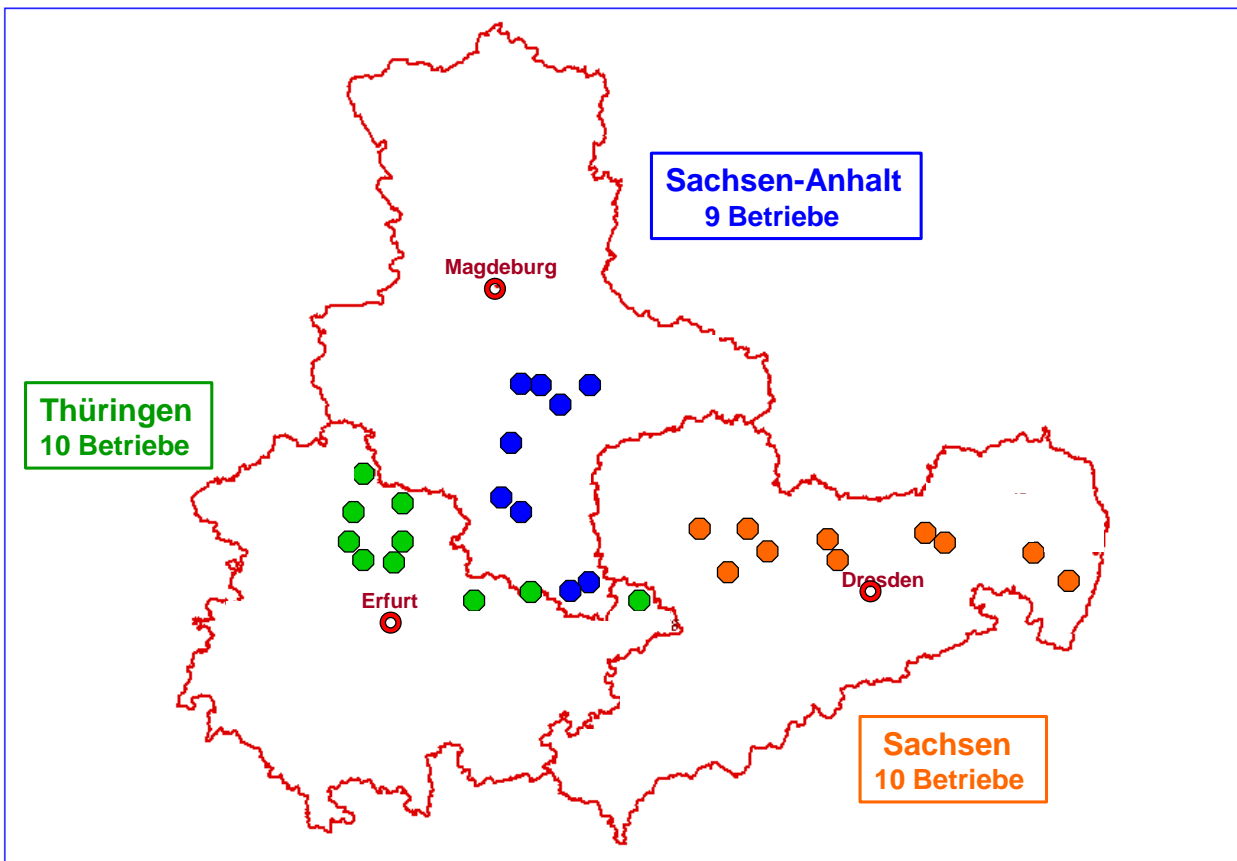 Sachsen-Anhalt
9 Betriebe
Magdeburg
Thüringen
10 Betriebe
Dresden
Erfurt
Sachsen
10 Betriebe